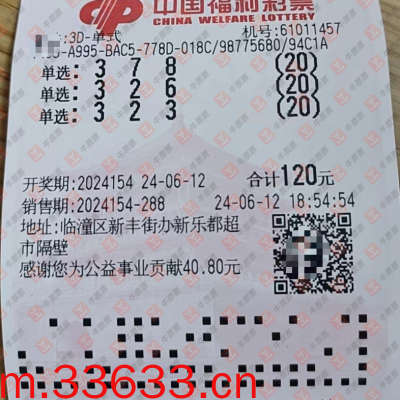 中国福利彩票
CHINA WELFARE LOTTERY
:3D-单式 机号:61011457
-A995-BAC5-778D-018C/98775680/94C1A
单选: 3 7 8 (20)
单选: 3 2 6 (20)
单选: 3 2 3 (20)
开奖期:2024154 24-06-12 合计120元
销售期:2024154-288 24-06-12 18:54:54
地址:临潼区新丰街办新乐都超
市隔壁
感谢您为公益事业贡献40.80元
m.33633.com